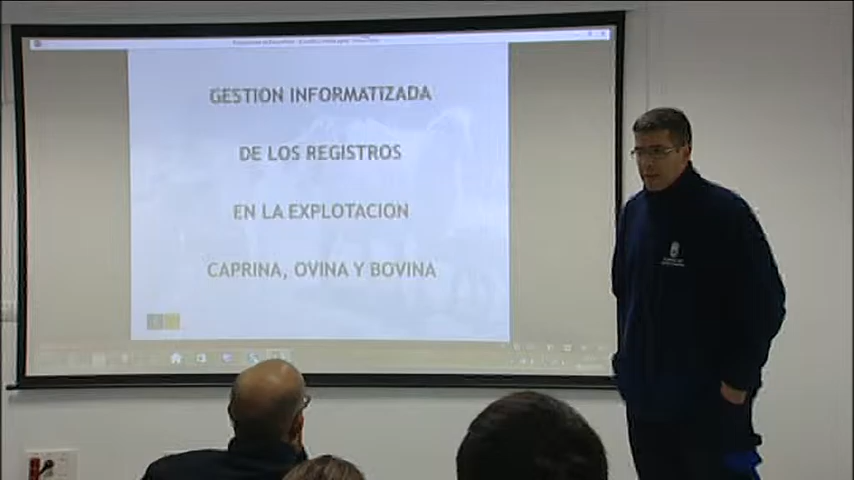 GESTION INFORMATIZADA
DE LOS REGISTROS
EN LA EXPLOTACION
CAPRINA, OVINA Y BOVINA